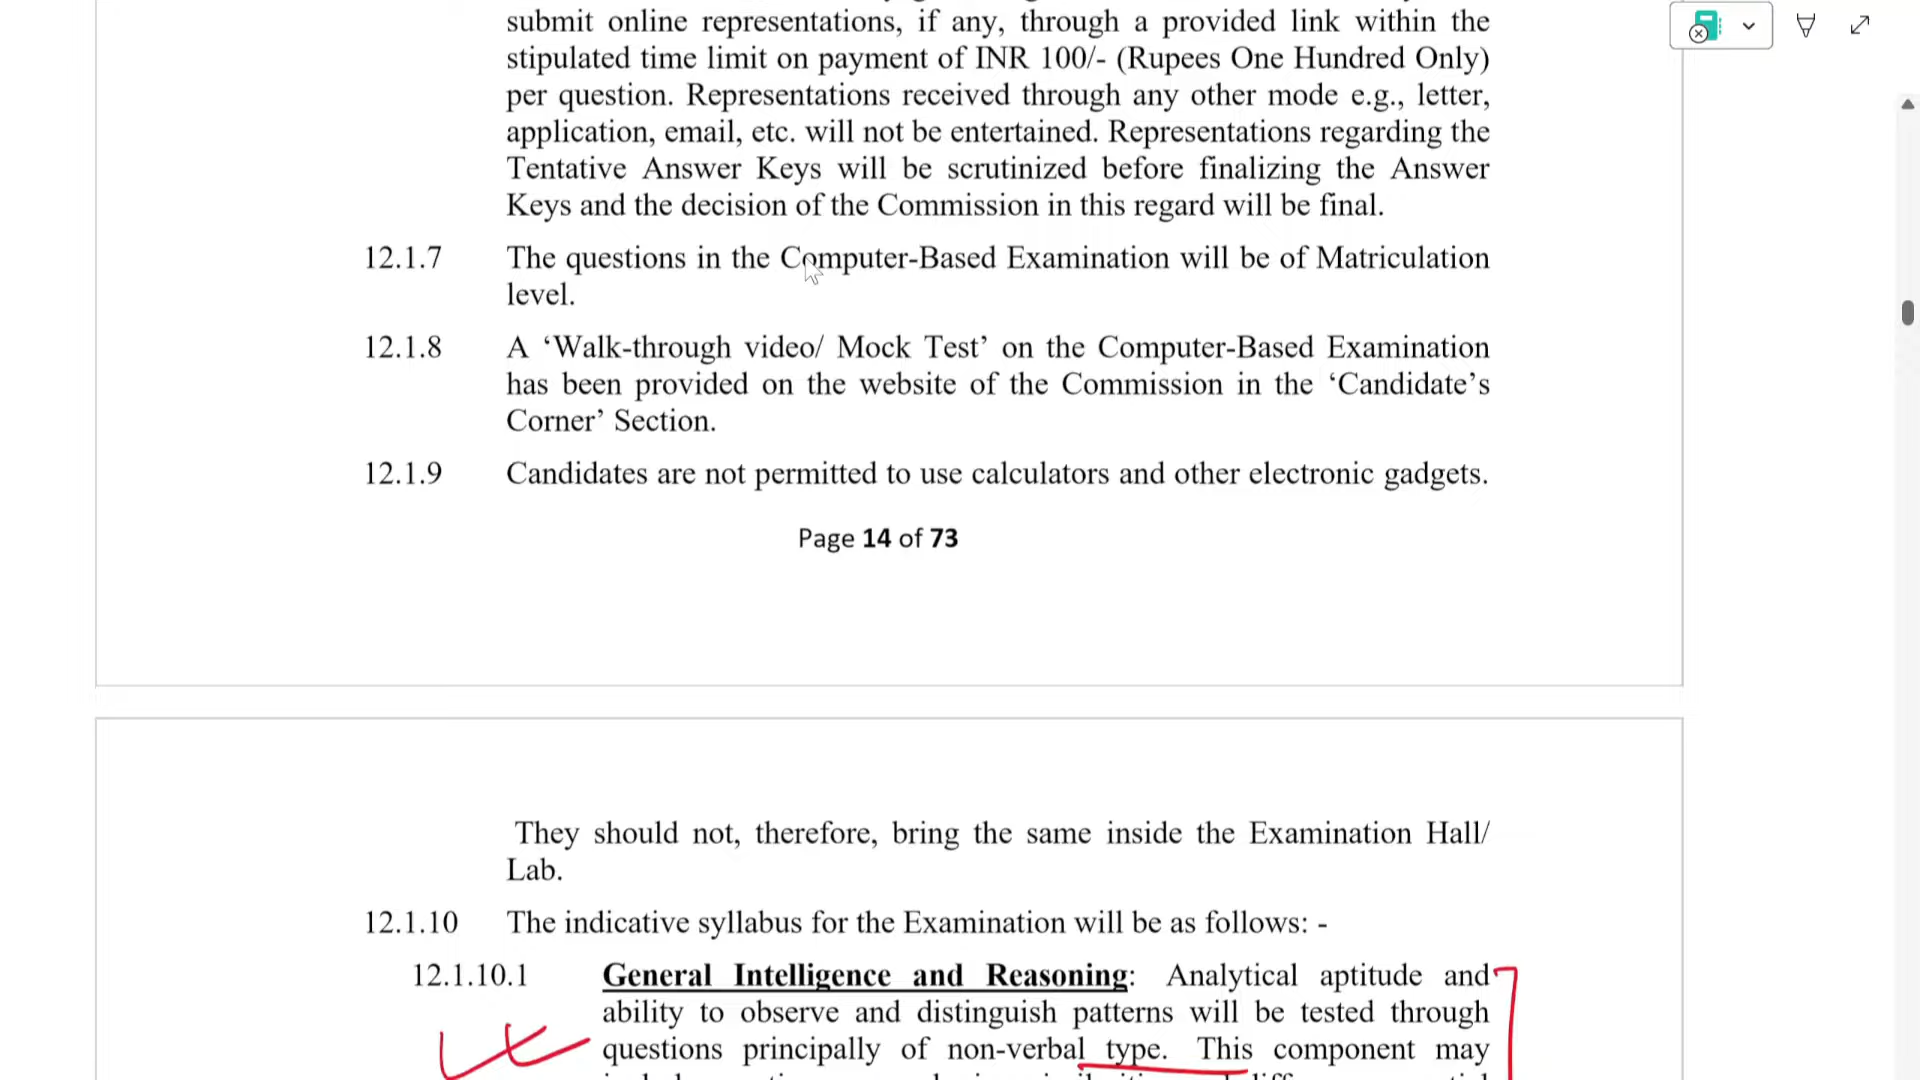 submit online representations, if any, through a provided link within the
stipulated time limit on payment of INR 100/- (Rupees One Hundred Only)
per question. Representations received through any other mode e.g., letter,
application, email, etc. will not be entertained. Representations regarding the
Tentative Answer Keys will be scrutinized before finalizing the Answer
Keys and the decision of the Commission in this regard will be final.
12.1.7 The questions in the Computer-Based Examination will be of Matriculation
level.
12.1.8 A ‘Walk-through video/ Mock Test’ on the Computer-Based Examination
has been provided on the website of the Commission in the ‘Candidate’s
Corner’ Section.
12.1.9 Candidates are not permitted to use calculators and other electronic gadgets.
Page 14 of 73
They should not, therefore, bring the same inside the Examination Hall/
Lab.
12.1.10 The indicative syllabus for the Examination will be as follows: -
12.1.10.1 General Intelligence and Reasoning: Analytical aptitude and
ability to observe and distinguish patterns will be tested through
questions principally of non-verbal type. This component may